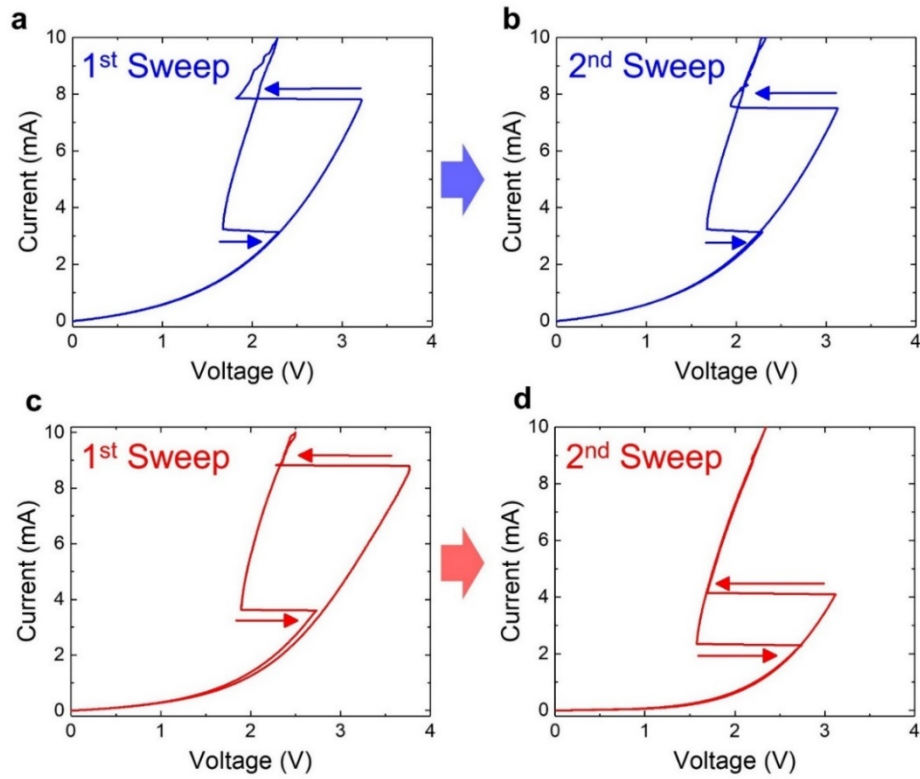 a
1st Sweep
Current (mA)
10
8
6
4
2
0
0 1 2 3 4
Voltage (V)
b
2nd Sweep
Current (mA)
10
8
6
4
2
0
0 1 2 3 4
Voltage (V)
c
1st Sweep
Current (mA)
10
8
6
4
2
0
0 1 2 3 4
Voltage (V)
d
2nd Sweep
Current (mA)
10
8
6
4
2
0
0 1 2 3 4
Voltage (V)